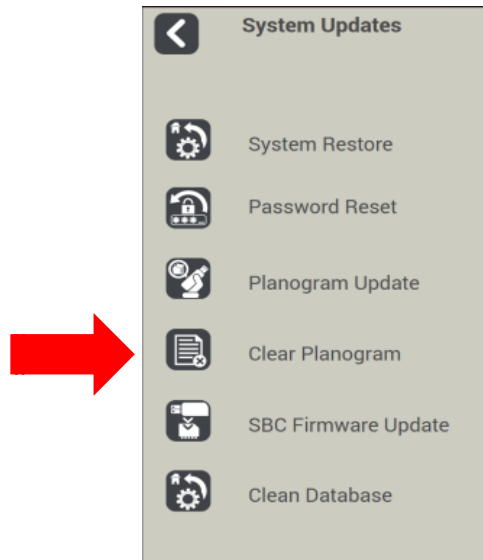 System Updates
System Restore
Password Reset
Planogram Update
Clear Planogram
SBC Firmware Update
Clean Database